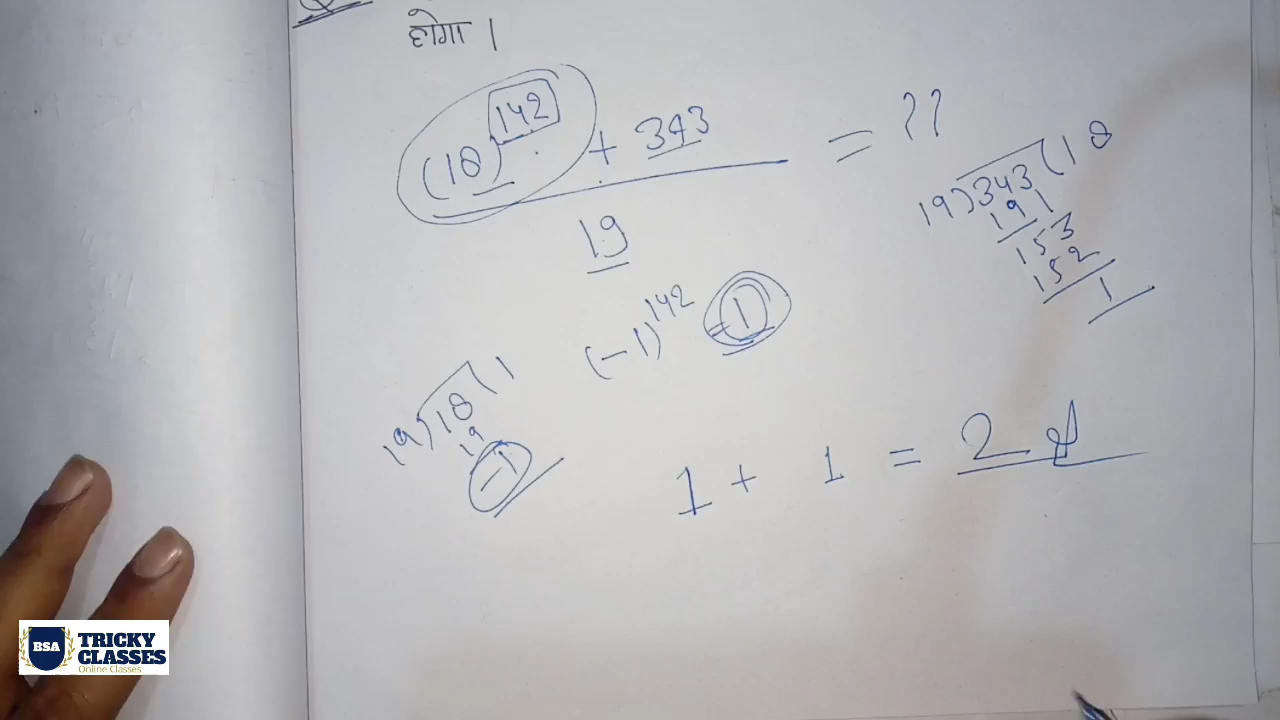 होगा ।
(18)^142 + 343 = ??
19
19)343(18
19
153
152
1
(-1)^142 = 1
19)18(1
19
-1
1 + 1 = 2
BSA TRICKY
CLASSES
Online Classes